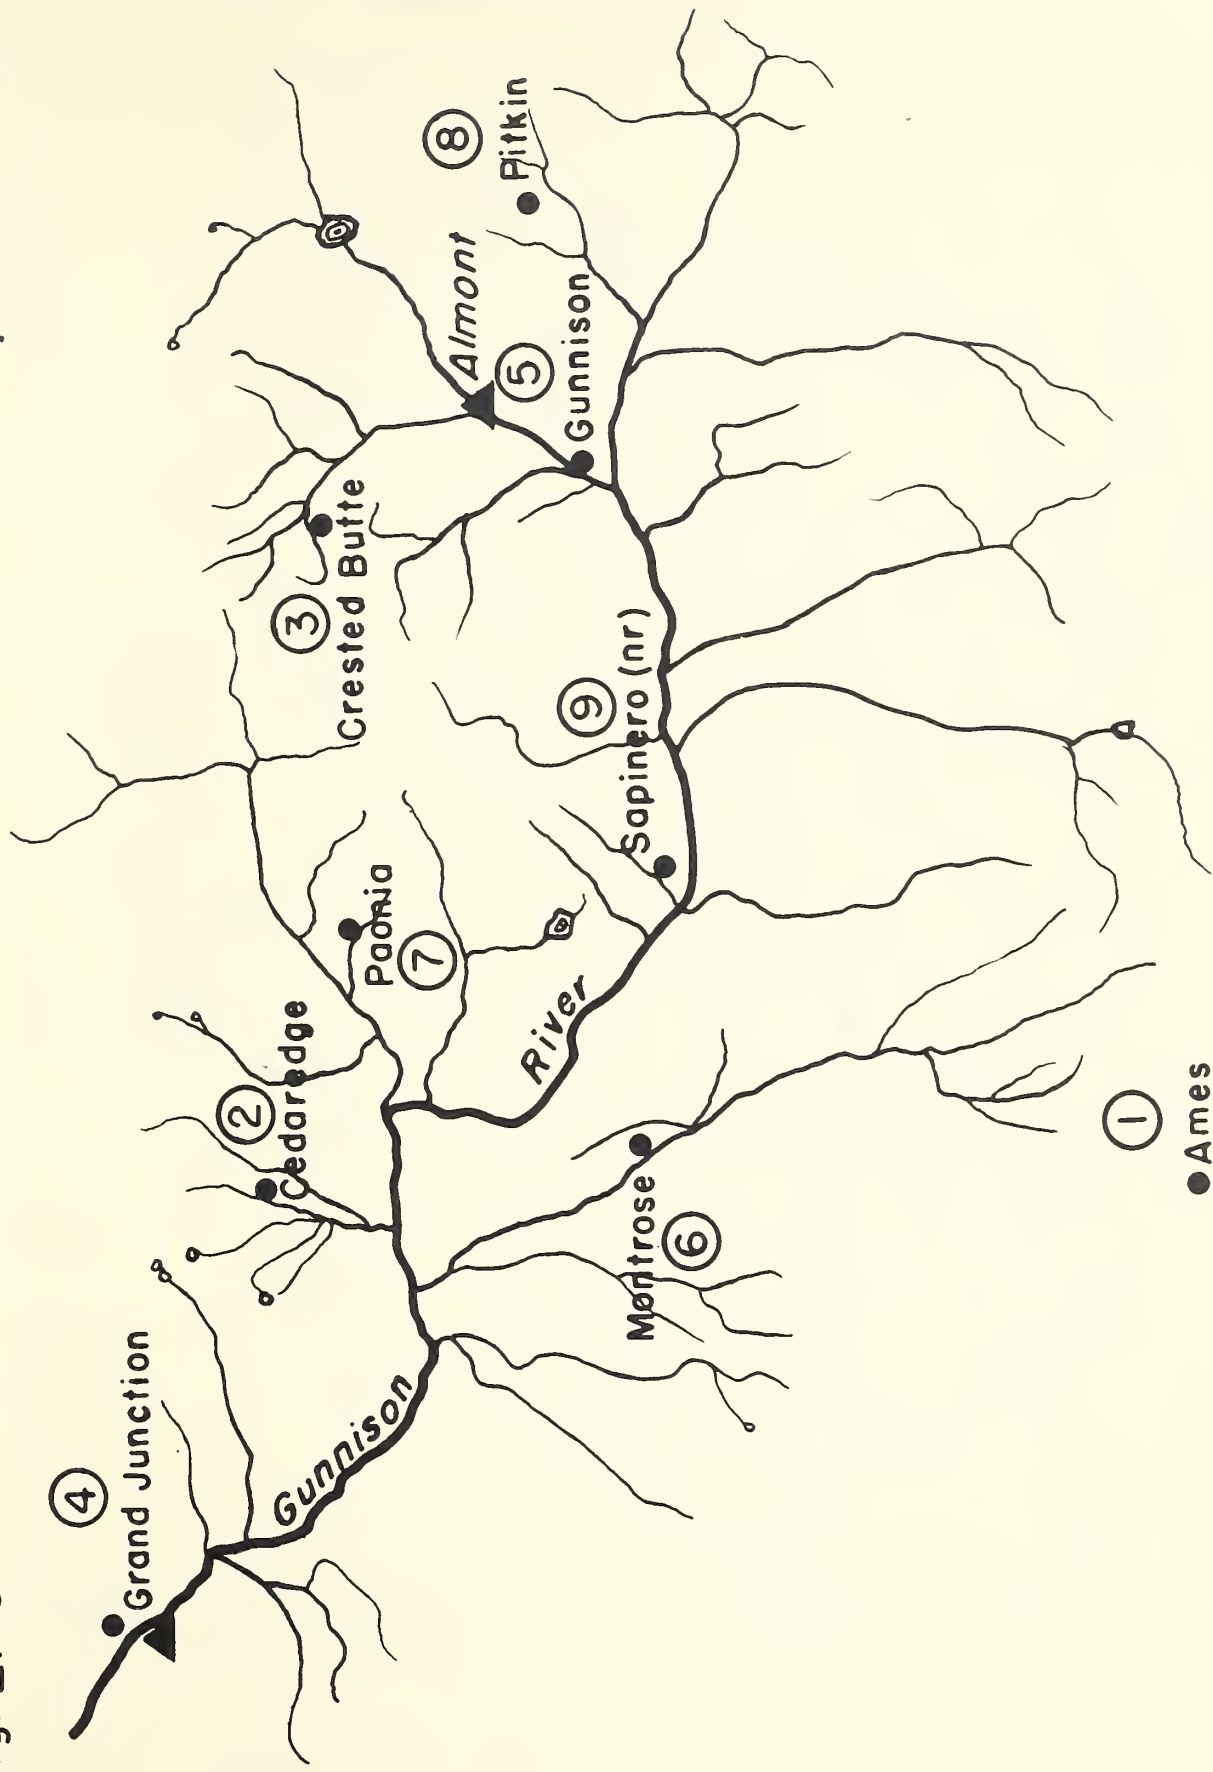 ④
Grand Junction
②
Cedaredge
③
Crested Butte
⑧
Pitkin
Almont
⑤
Gunnison
Paonia
⑦
⑨
Sapinero (nr)
Gunnison
River
Montrose
⑥
①
Ames